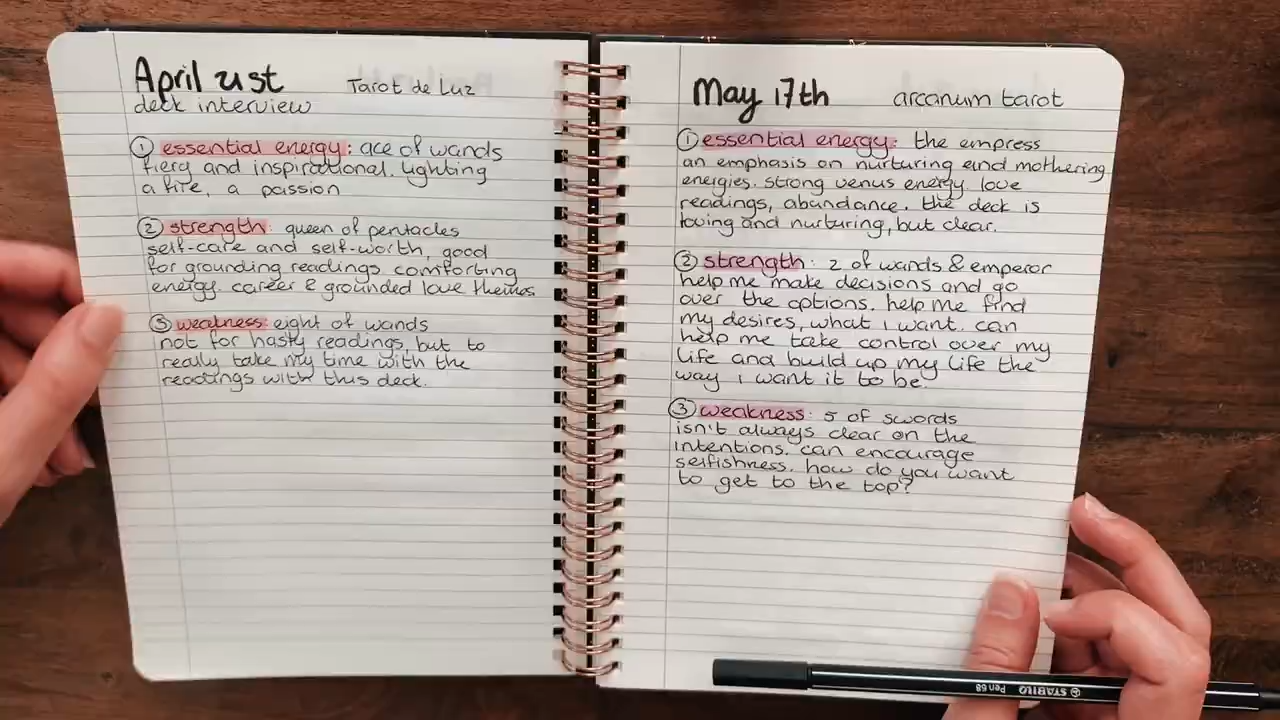 April 21st Tarot de Luz
deck interview
① essential energy: ace of wands
fiery and inspirational. lighting
a fire, a passion
② strength: queen of pentacles
self-care and self-worth, good
for grounding readings. comforting
energy. career & grounded love themes.
③ weakness: eight of wands
not for hasty readings, but to
really take my time with the
readings with this deck.
May 17th arcanum tarot
① essential energy: the empress
an emphasis on nurturing and mothering
energies. strong venus energy. love
readings, abundance. the deck is
loving and nurturing, but clear.
② strength: 2 of wands & emperor
help me make decisions and go
over the options. help me find
my desires, what i want. can
help me take control over my
life and build up my life the
way i want it to be.
③ weakness: 5 of swords
isn't always clear on the
intentions. can encourage
selfishness. how do you want
to get to the top?
STABILO Pen 68